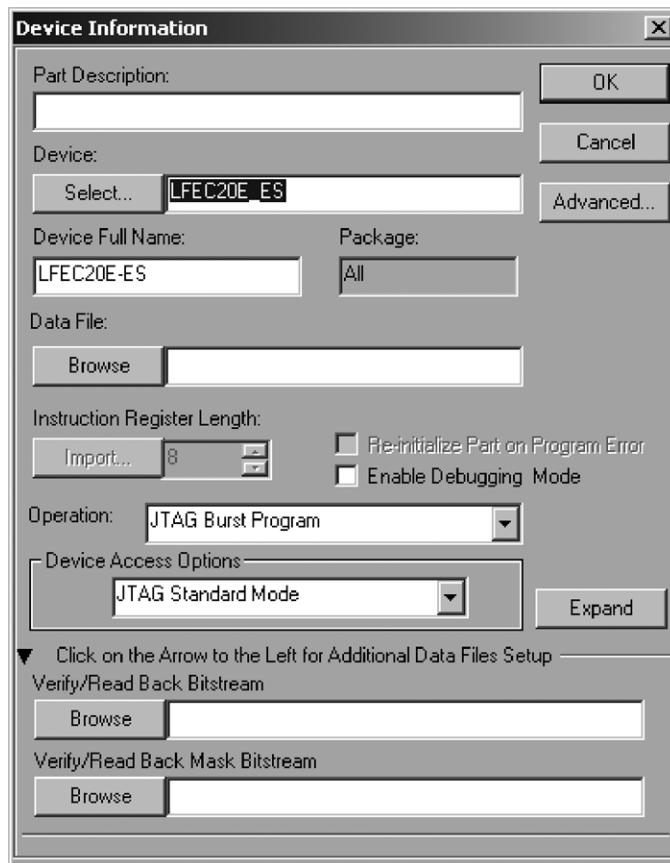 Device Information
Part Description:
OK
Cancel
Device:
Select...
LFEC20E_ES
Advanced...
Device Full Name:
Package:
LFEC20E-ES
All
Data File:
Browse
Instruction Register Length:
Import...
8
Re-initialize Part on Program Error
Enable Debugging Mode
Operation:
JTAG Burst Program
Device Access Options
JTAG Standard Mode
Expand
Click on the Arrow to the Left for Additional Data Files Setup
Verify/Read Back Bitstream
Browse
Verify/Read Back Mask Bitstream
Browse